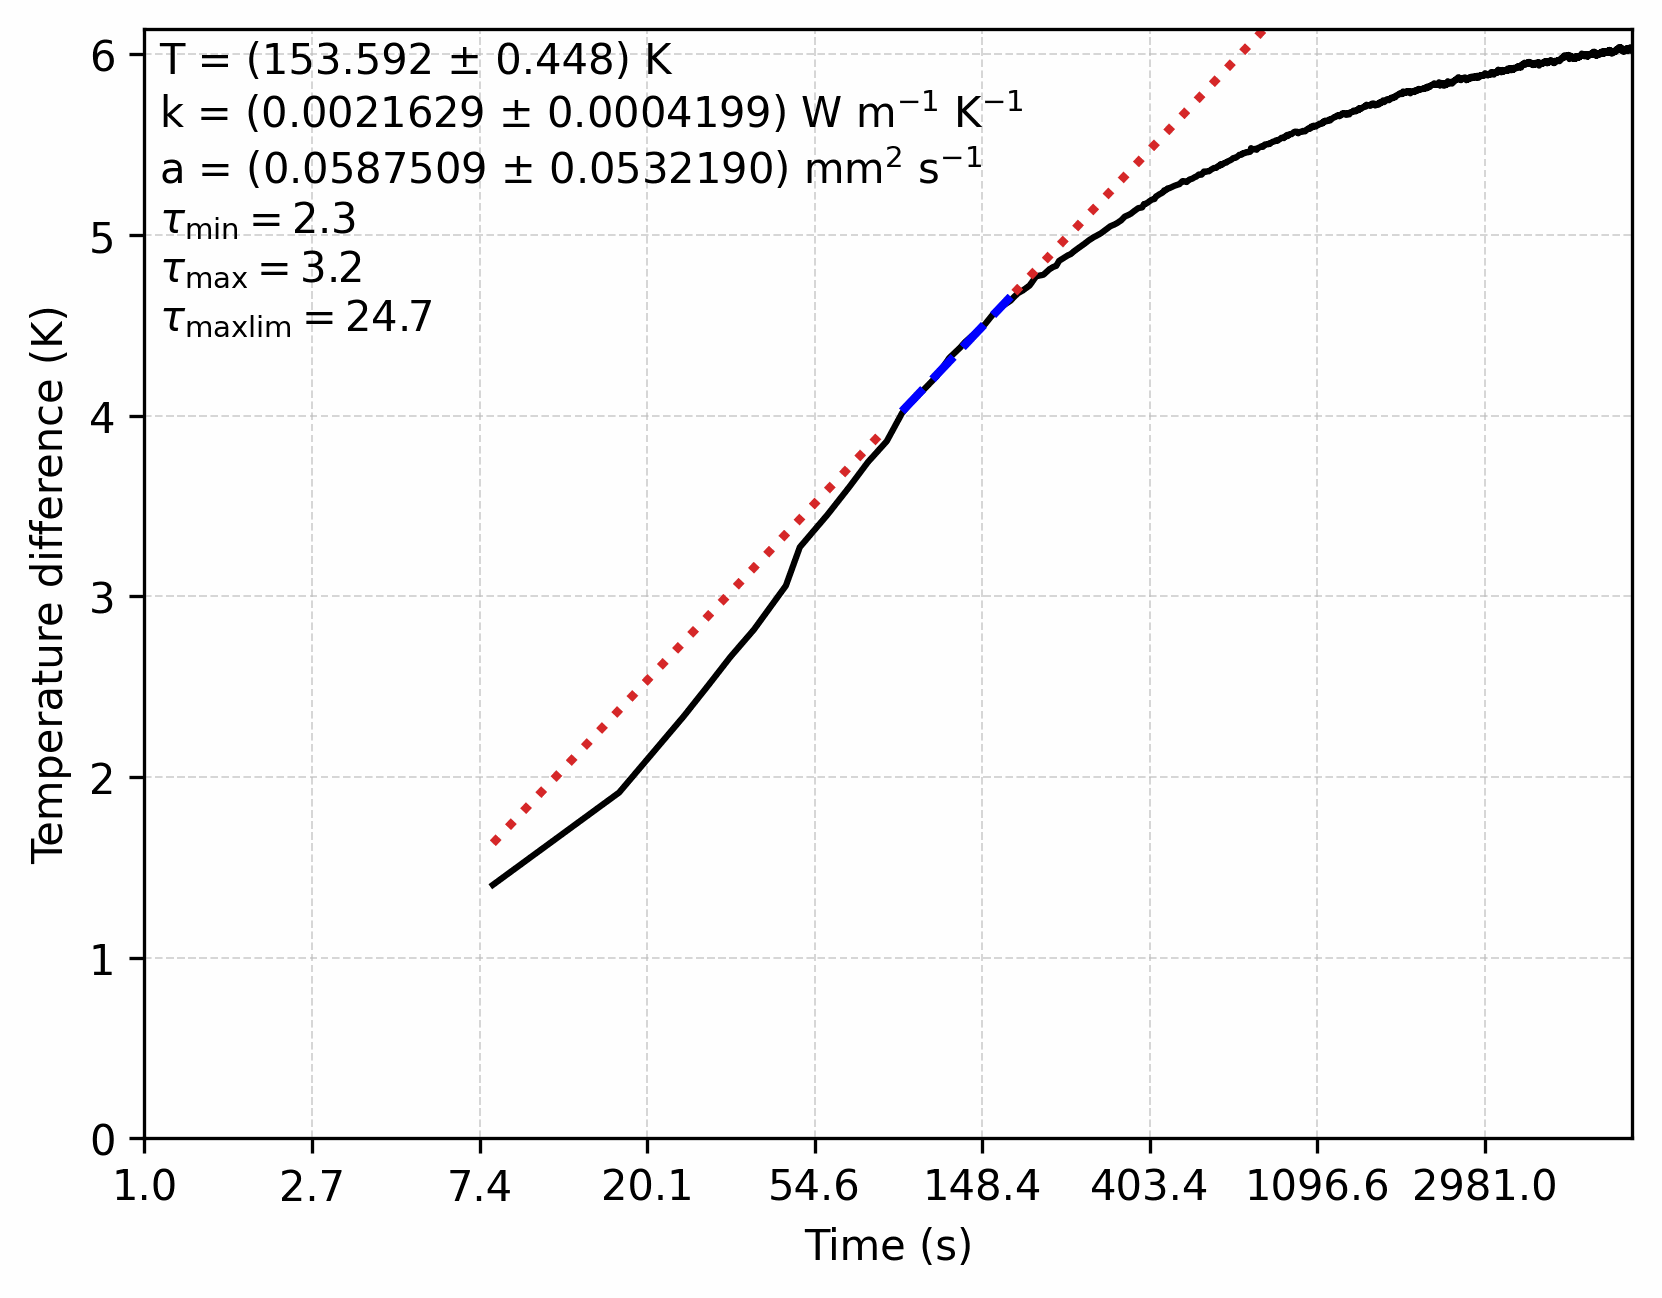 T = (153.592 ± 0.448) K
k = (0.0021629 ± 0.0004199) W m⁻¹ K⁻¹
a = (0.0587509 ± 0.0532190) mm² s⁻¹
τmin = 2.3
τmax = 3.2
τmaxlim = 24.7
Temperature difference (K)
6
5
4
3
2
1
0
1.0 2.7 7.4 20.1 54.6 148.4 403.4 1096.6 2981.0
Time (s)